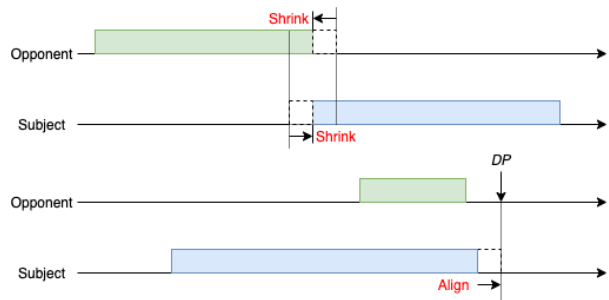 Shrink
Opponent
Subject
Shrink
DP
Opponent
Subject
Align